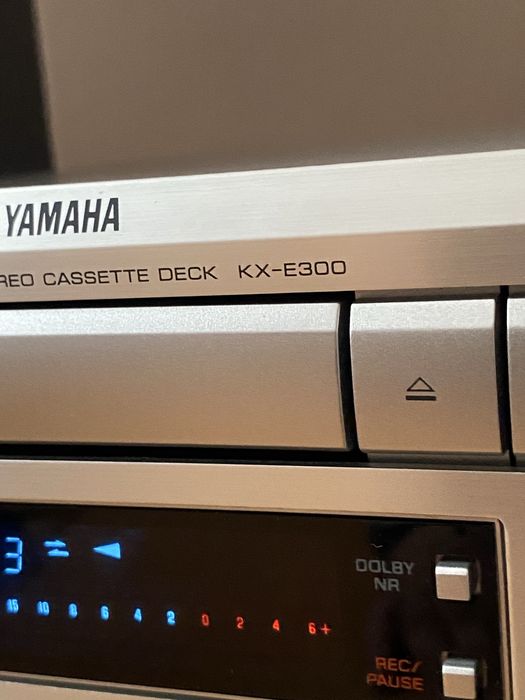 YAMAHA
REO CASSETTE DECK KX-E300
3
DOLBY
NR
15 10 8 6 4 2 0 2 4 6+
REC/
PAUSE